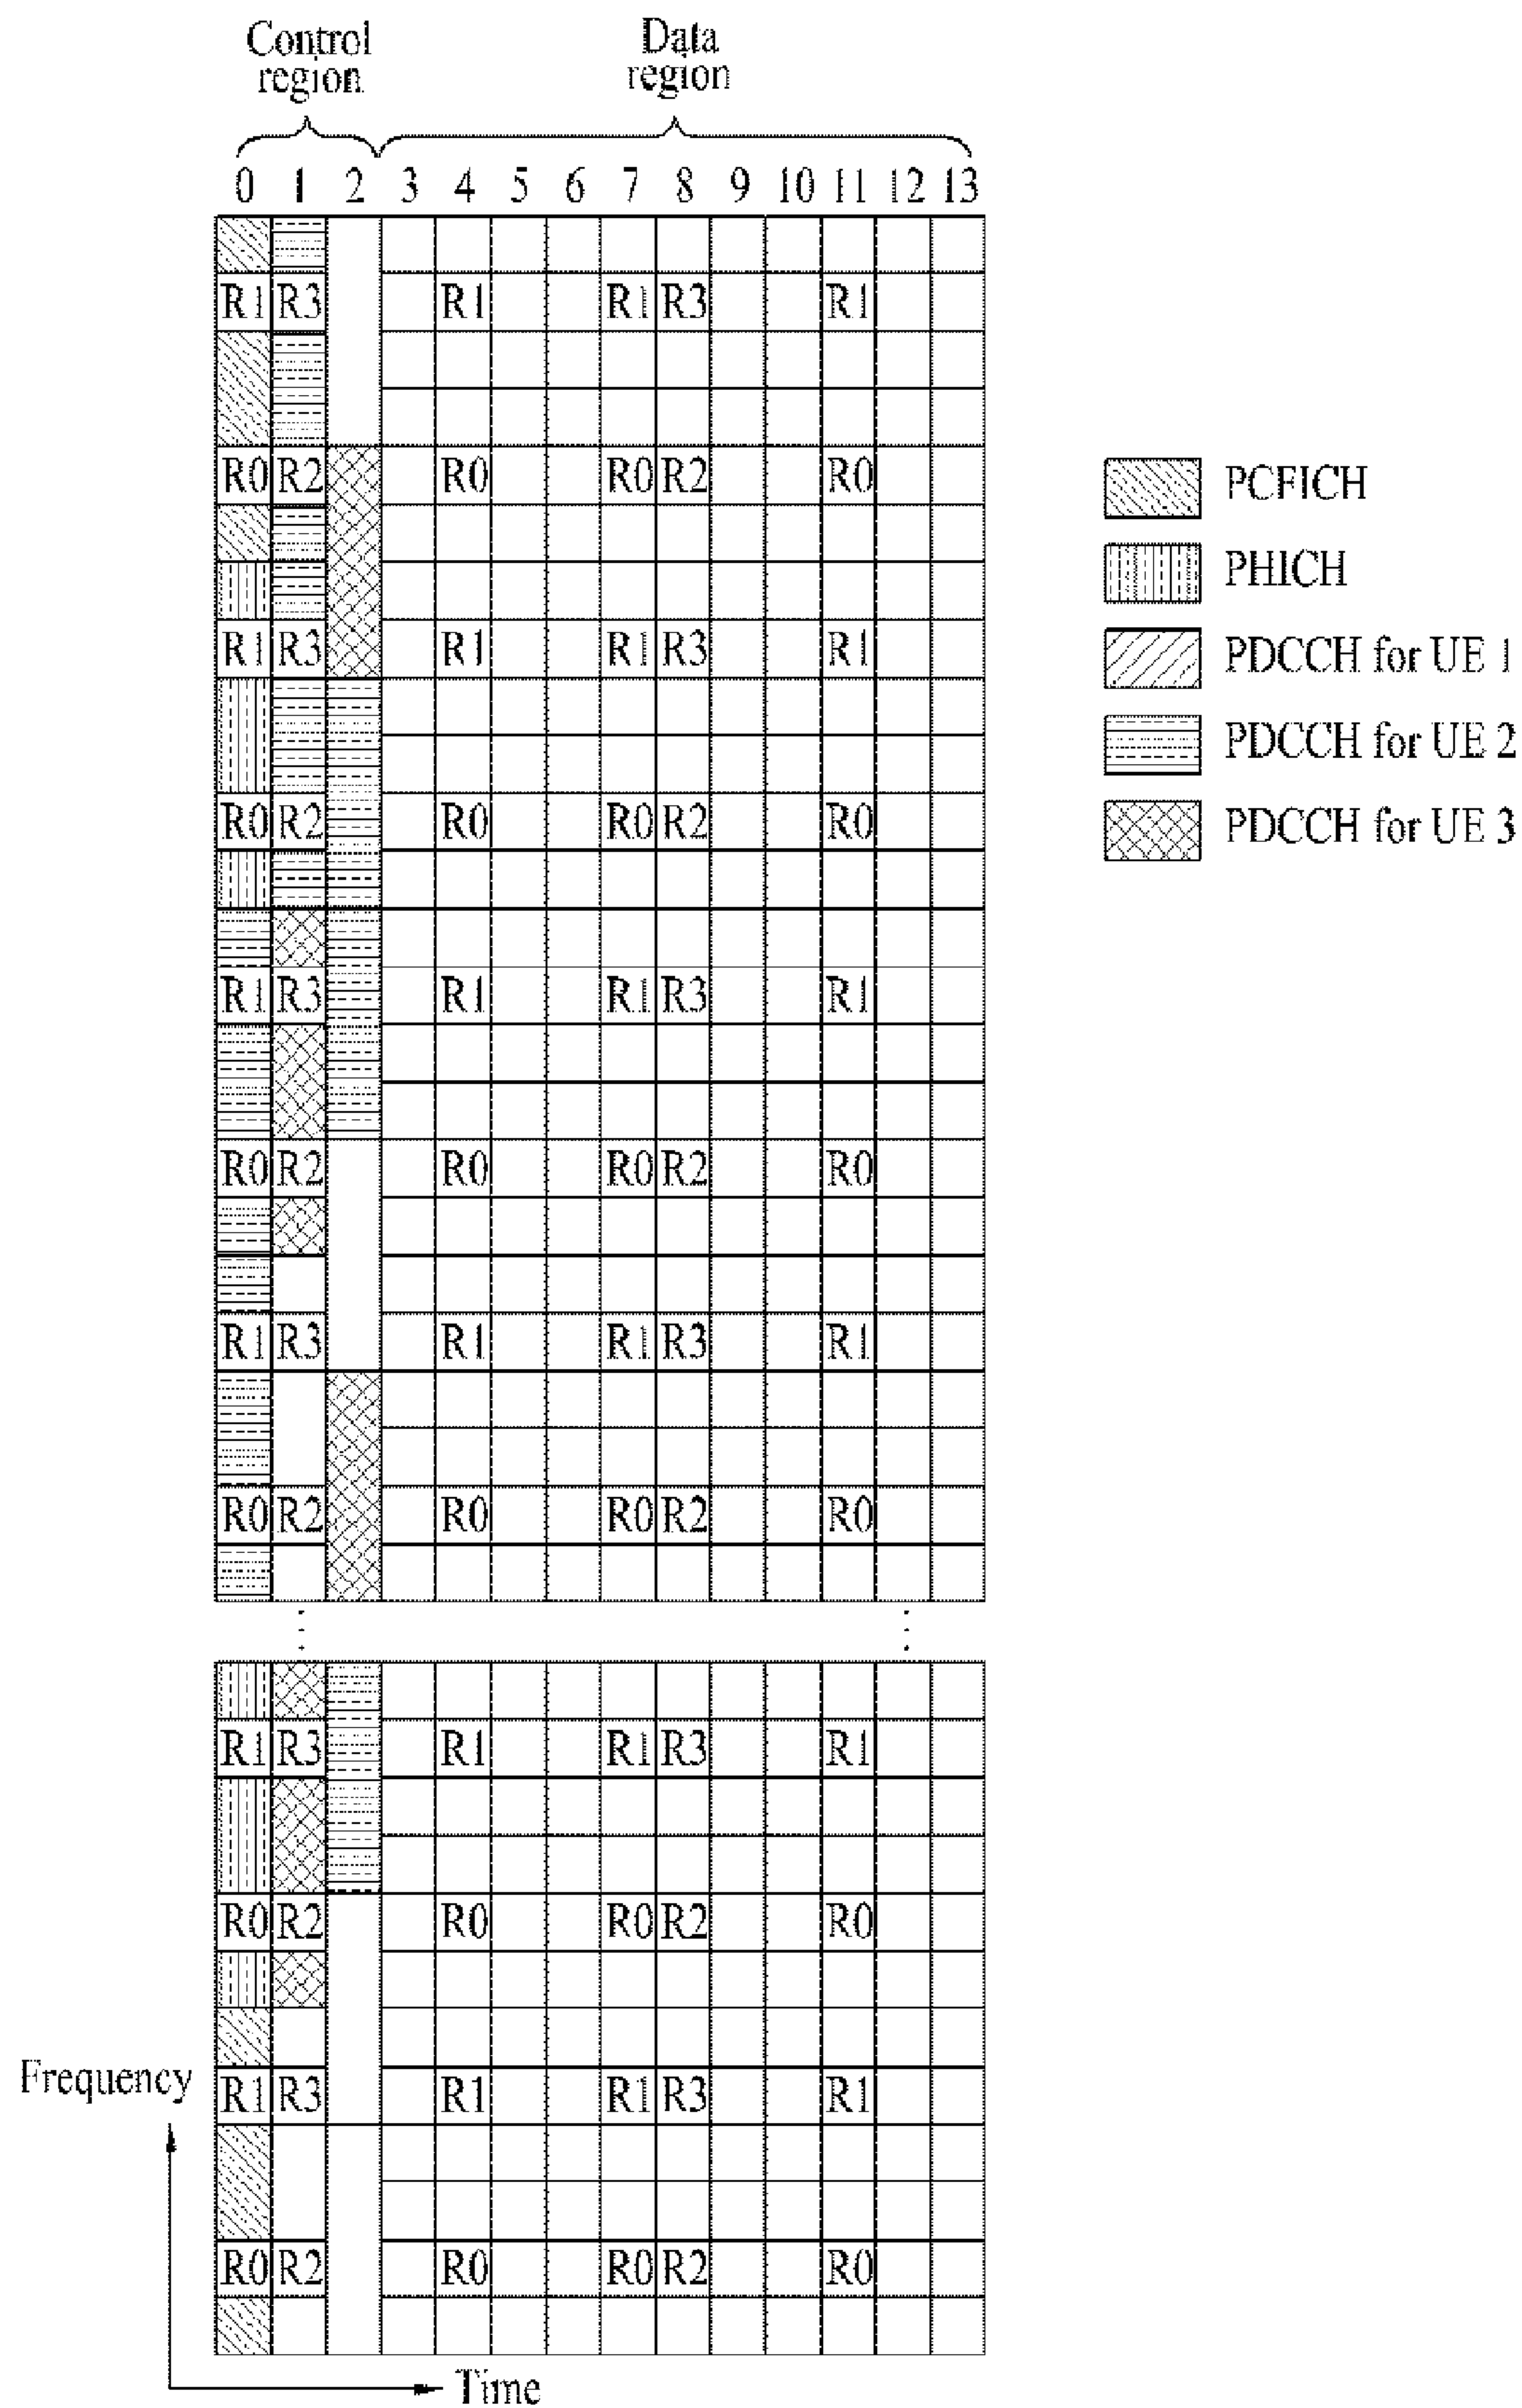 Control region
Data region
0 1 2 3 4 5 6 7 8 9 10 11 12 13
R1 R3 R1 R1 R3 R1
R0 R2 R0 R0 R2 R0
R1 R3 R1 R1 R3 R1
R0 R2 R0 R0 R2 R0
R1 R3 R1 R1 R3 R1
R0 R2 R0 R0 R2 R0
R1 R3 R1 R1 R3 R1
R0 R2 R0 R0 R2 R0
R1 R3 R1 R1 R3 R1
R0 R2 R0 R0 R2 R0
R1 R3 R1 R1 R3 R1
R0 R2 R0 R0 R2 R0
Frequency
Time
PCFICH
PHICH
PDCCH for UE 1
PDCCH for UE 2
PDCCH for UE 3